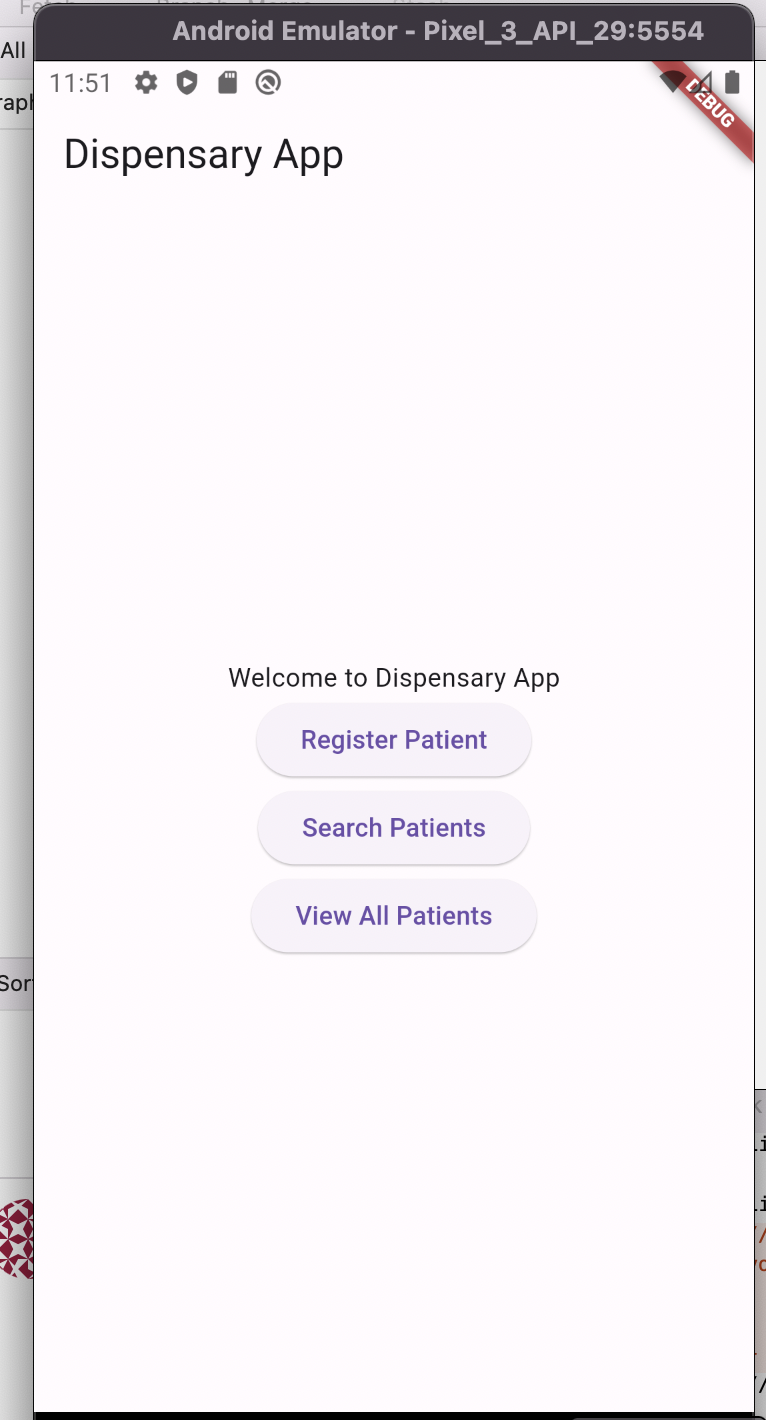 Android Emulator - Pixel_3_API_29:5554
All
11:51
DEBUG
Dispensary App
Welcome to Dispensary App
Register Patient
Search Patients
View All Patients